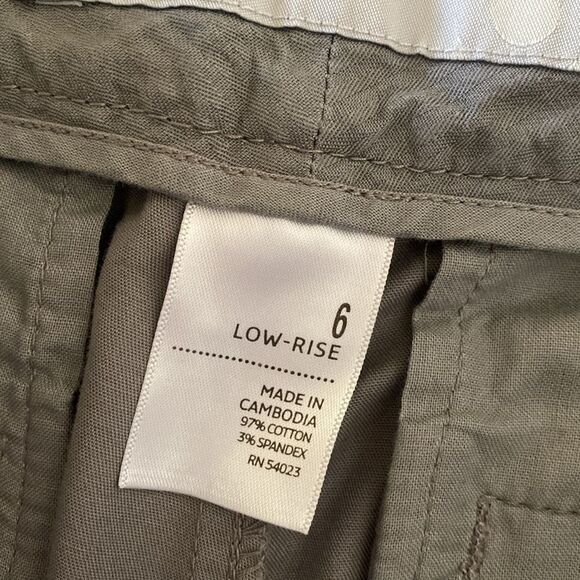 6
LOW-RISE
MADE IN
CAMBODIA
97% COTTON
3% SPANDEX
RN 54023